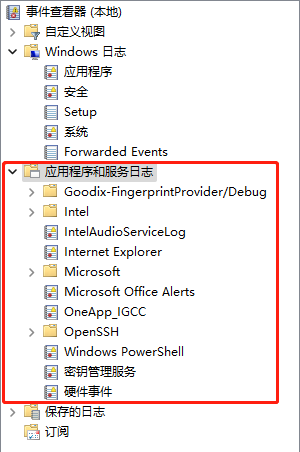 事件查看器 (本地)
自定义视图
Windows 日志
应用程序
安全
Setup
系统
Forwarded Events
应用程序和服务日志
Goodix-FingerprintProvider/Debug
Intel
IntelAudioServiceLog
Internet Explorer
Microsoft
Microsoft Office Alerts
OneApp_IGCC
OpenSSH
Windows PowerShell
密钥管理服务
硬件事件
保存的日志
订阅